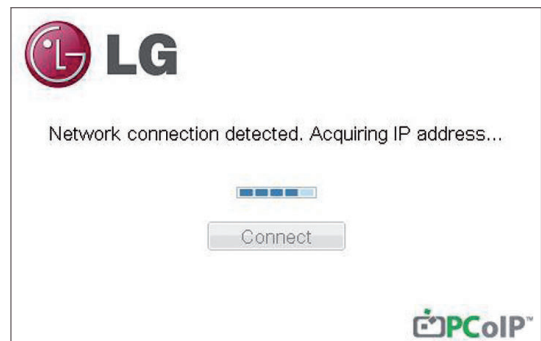 LG
Network connection detected. Acquiring IP address...
Connect
PCoIP™